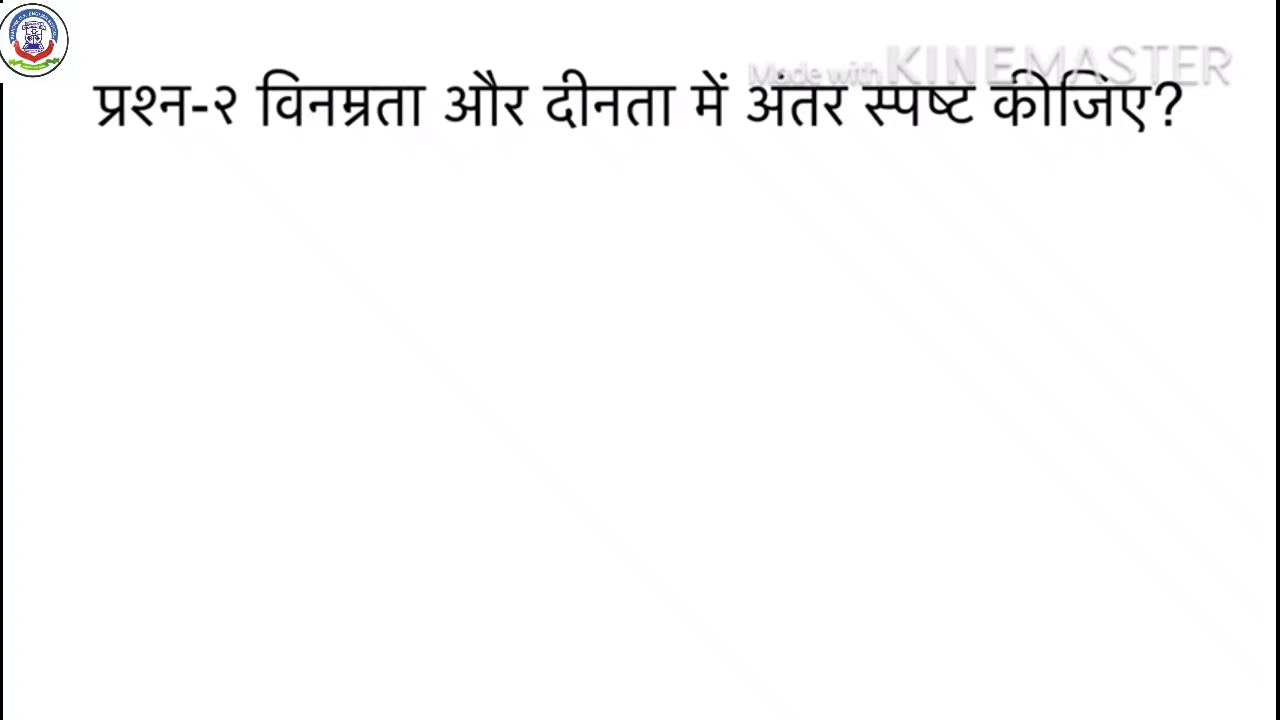 Made with KINEMASTER
प्रश्न-२ विनम्रता और दीनता में अंतर स्पष्ट कीजिए?